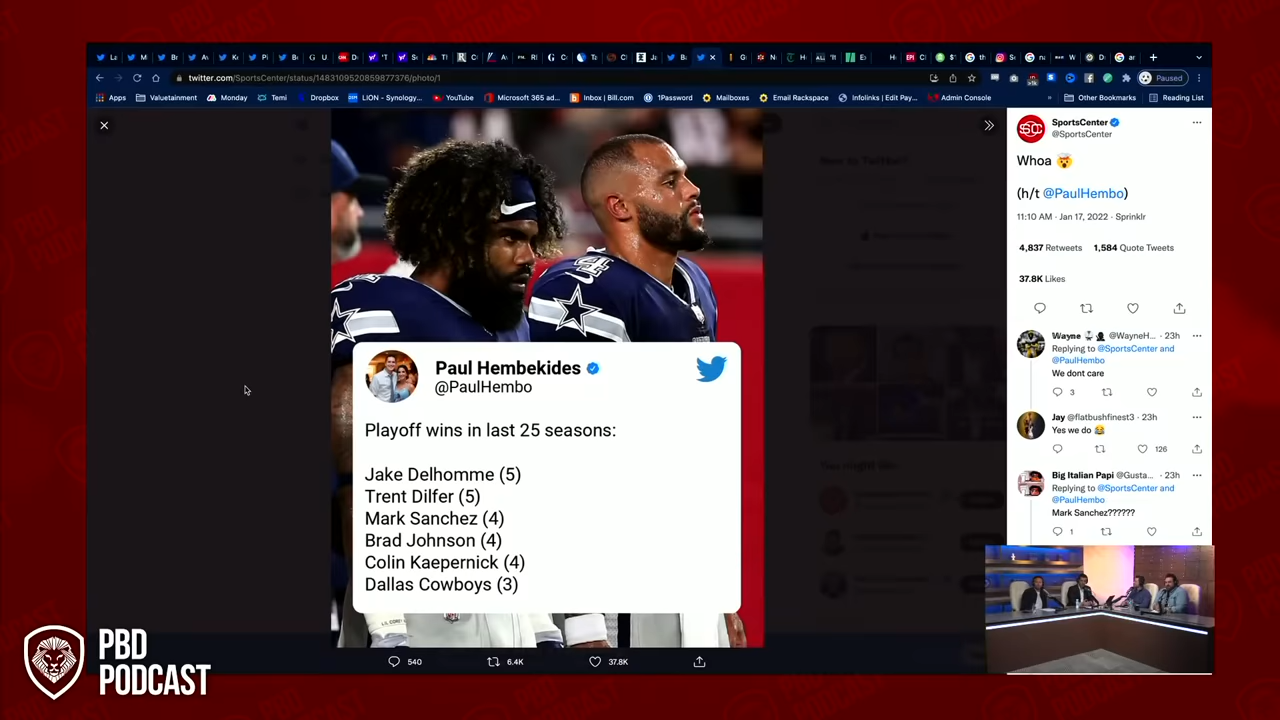 twitter.com/SportsCenter/status/1483109520859877376/photo/1
Paused
Apps Valuetainment Monday Temi Dropbox LION - Synology... YouTube Microsoft 365 ad... Inbox | Bill.com 1Password Mailboxes Email Rackspace Infolinks | Edit Pay... Admin Console » Other Bookmarks Reading List
SportsCenter
@SportsCenter
Whoa 🤯
(h/t @PaulHembo)
11:10 AM · Jan 17, 2022 · Sprinklr
4,837 Retweets 1,584 Quote Tweets
37.8K Likes
Wayne @WayneH... · 23h
Replying to @SportsCenter and
@PaulHembo
We dont care
3
Jay @flatbushfinest3 · 23h
Yes we do 😂
126
Big Italian Papi @Gusta... · 23h
Replying to @SportsCenter and
@PaulHembo
Mark Sanchez??????
1
4
Paul Hembekides
@PaulHembo
Playoff wins in last 25 seasons:
Jake Delhomme (5)
Trent Dilfer (5)
Mark Sanchez (4)
Brad Johnson (4)
Colin Kaepernick (4)
Dallas Cowboys (3)
540 6.4K 37.8K
PBD
PODCAST